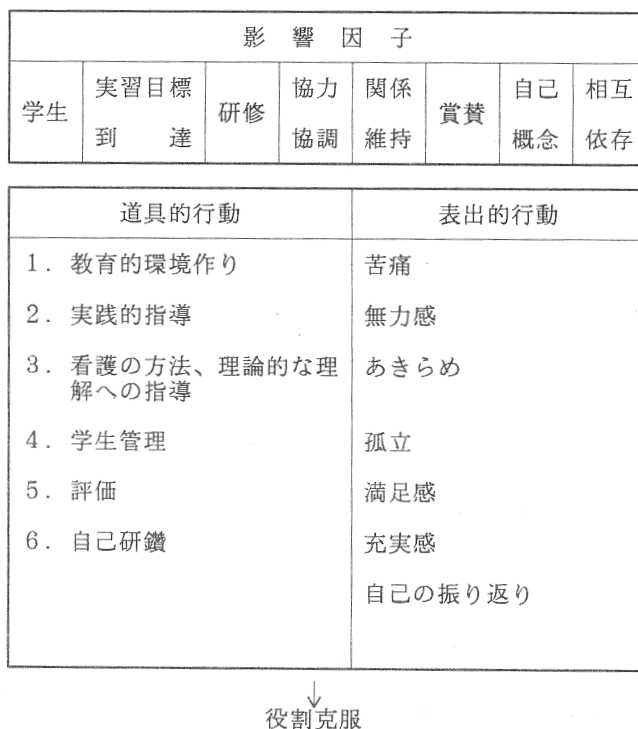 影響因子
学生
実習目標
到達
研修
協力
協調
関係
維持
賞賛
自己
概念
相互
依存
道具的行動
表出的行動
1．教育的環境作り
苦痛
2．実践的指導
無力感
3．看護の方法、理論的な理
解への指導
あきらめ
4．学生管理
孤立
5．評価
満足感
6．自己研鑽
充実感
自己の振り返り
↓
役割克服